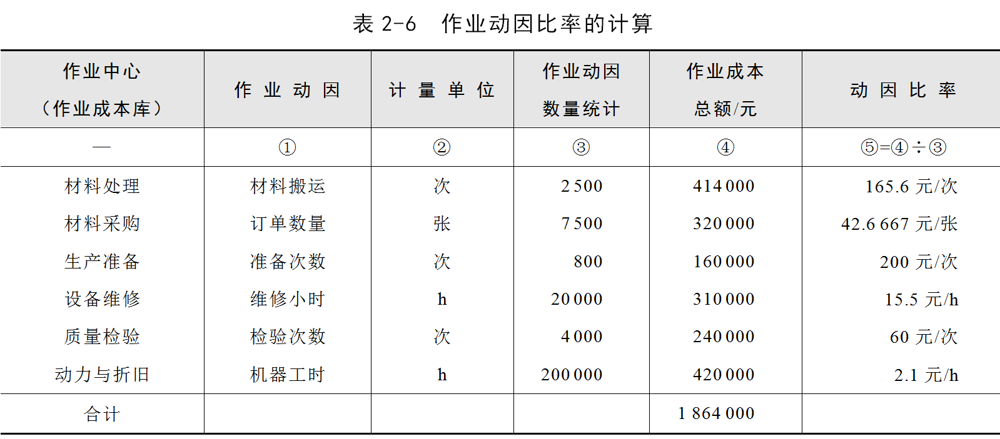 表 2-6 作业动因比率的计算
作业中心（作业成本库） 作业动因 计量单位 作业动因数量统计 作业成本总额/元 动因比率
— ① ② ③ ④ ⑤=④÷③
材料处理 材料搬运 次 2 500 414 000 165.6 元/次
材料采购 订单数量 张 7 500 320 000 42.6 667 元/张
生产准备 准备次数 次 800 160 000 200 元/次
设备维修 维修小时 h 20 000 310 000 15.5 元/h
质量检验 检验次数 次 4 000 240 000 60 元/次
动力与折旧 机器工时 h 200 000 420 000 2.1 元/h
合计 1 864 000